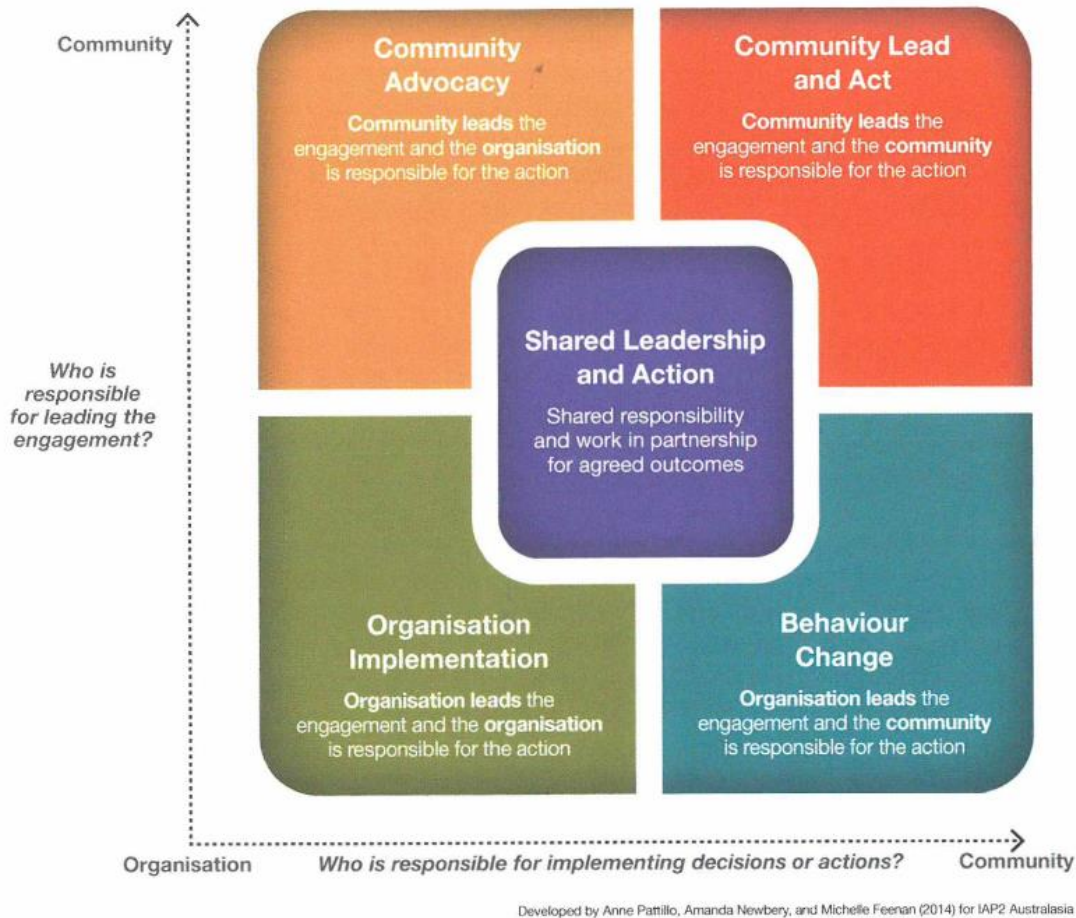 Community
Community
Advocacy
Community leads the
engagement and the organisation
is responsible for the action
Community Lead
and Act
Community leads the
engagement and the community
is responsible for the action
Who is
responsible
for leading the
engagement?
Shared Leadership
and Action
Shared responsibility
and work in partnership
for agreed outcomes
Organisation
Implementation
Organisation leads the
engagement and the organisation
is responsible for the action
Behaviour
Change
Organisation leads the
engagement and the community
is responsible for the action
Organisation
Who is responsible for implementing decisions or actions?
Community
Developed by Anne Pattillo, Amanda Newbery, and Michelle Feenan (2014) for IAP2 Australasia